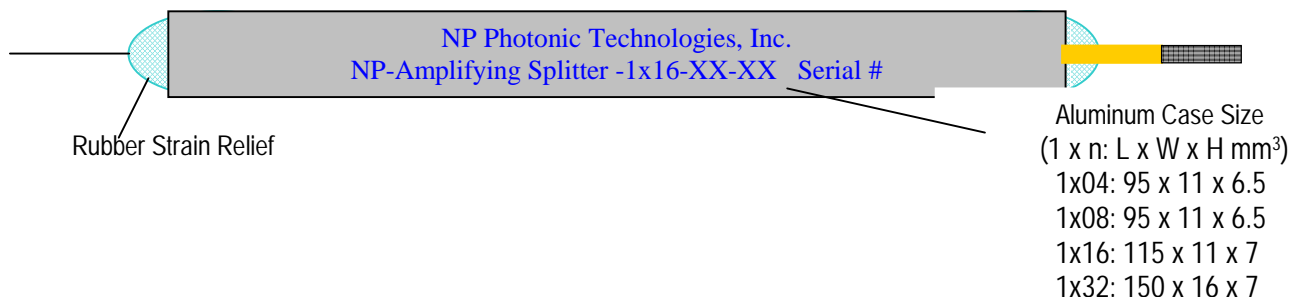 NP Photonic Technologies, Inc.
NP-Amplifying Splitter -1x16-XX-XX Serial #
Rubber Strain Relief
Aluminum Case Size
(1 x n: L x W x H mm³)
1x04: 95 x 11 x 6.5
1x08: 95 x 11 x 6.5
1x16: 115 x 11 x 7
1x32: 150 x 16 x 7